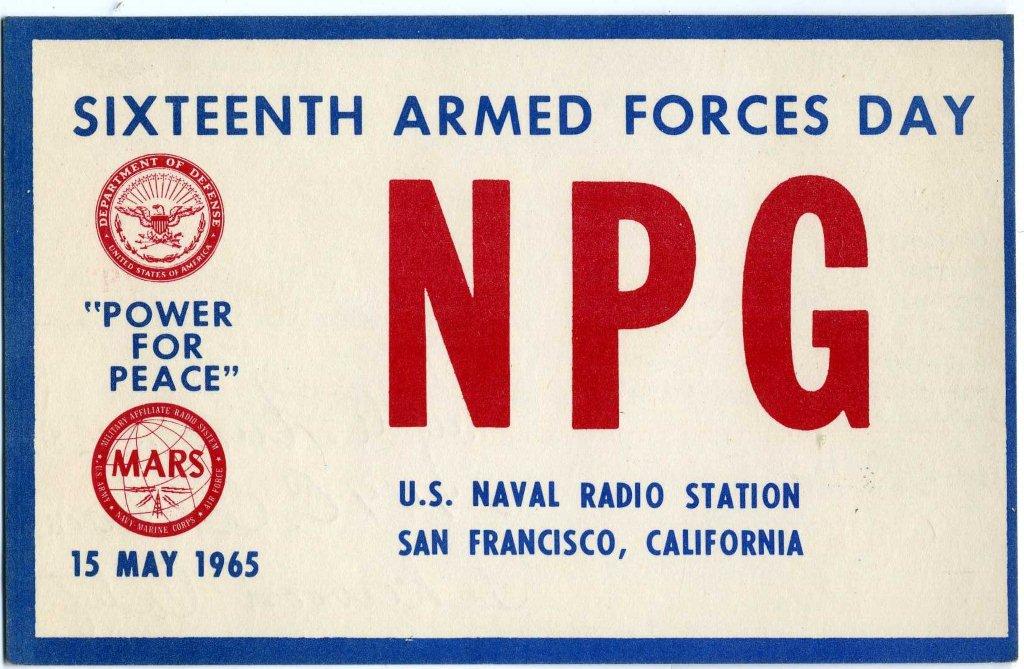 SIXTEENTH ARMED FORCES DAY
DEPARTMENT OF DEFENSE
UNITED STATES OF AMERICA
"POWER
FOR
PEACE"
MILITARY AFFILIATE RADIO SYSTEM
MARS
U.S. ARMY ★ NAVY-MARINE CORPS ★ AIR FORCE
15 MAY 1965
NPG
U.S. NAVAL RADIO STATION
SAN FRANCISCO, CALIFORNIA